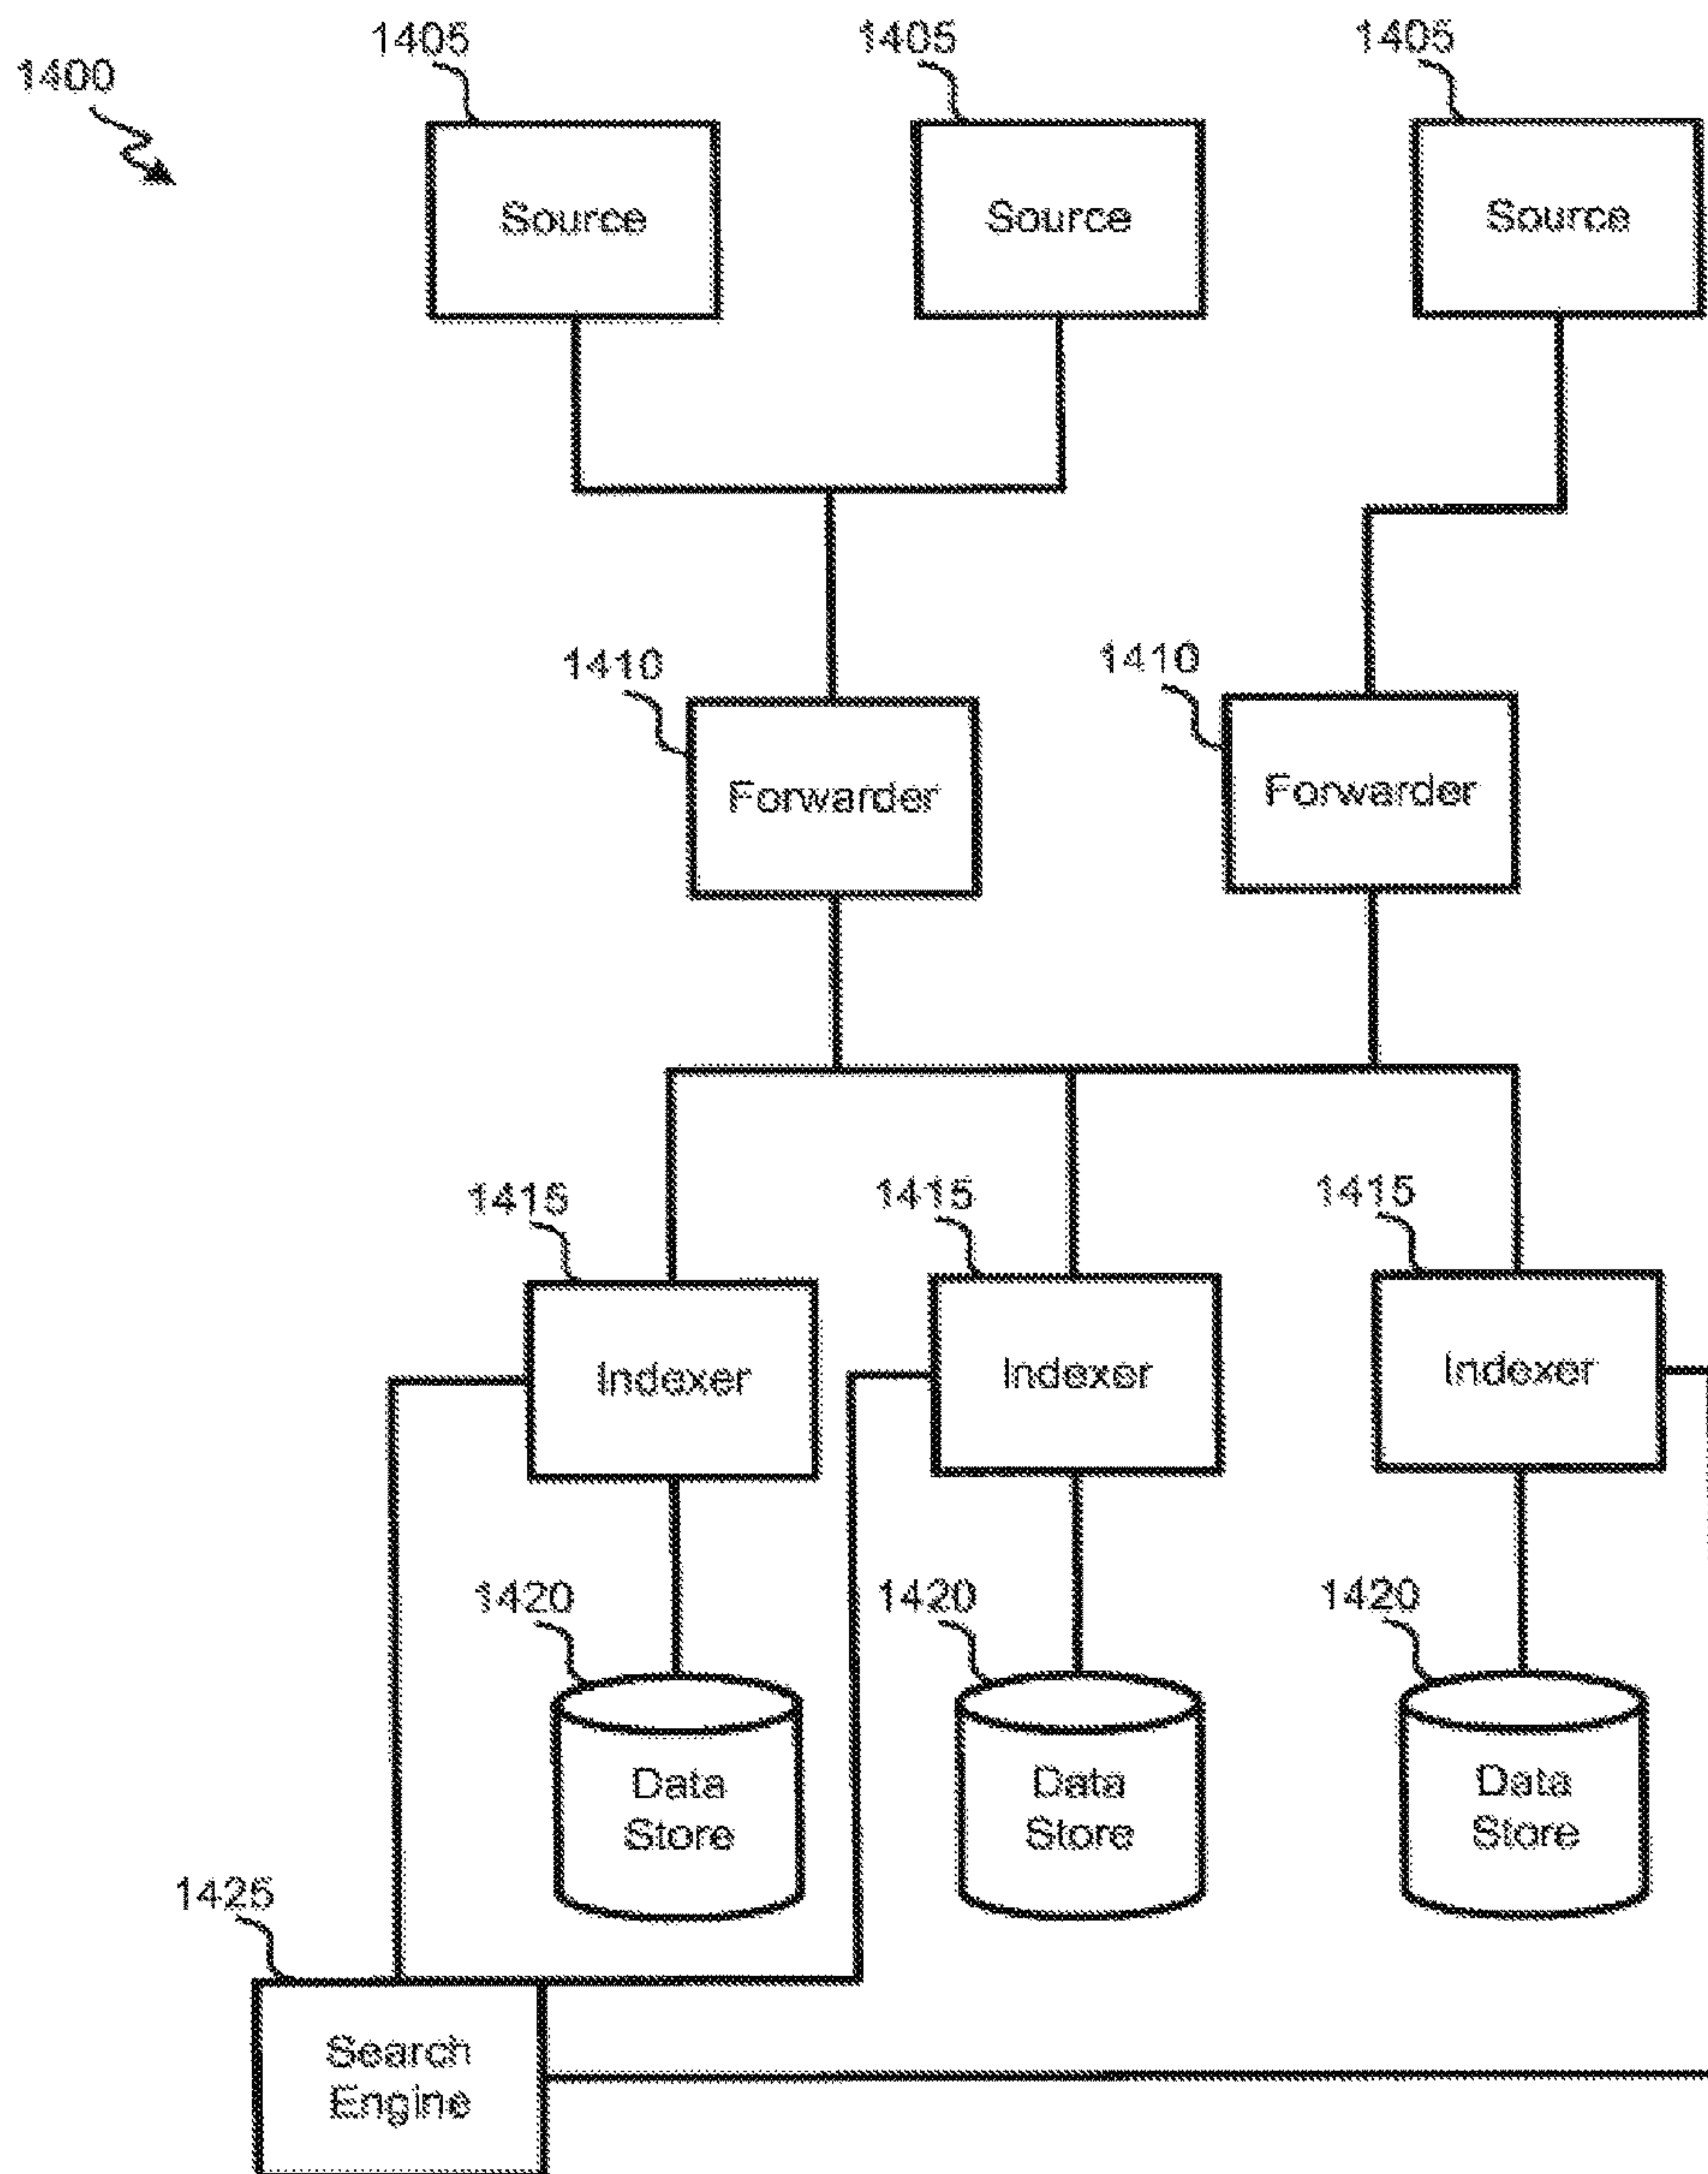 1400
1405
1405
1405
Source
Source
Source
1410
1410
Forwarder
Forwarder
1415
1415
1415
Indexer
Indexer
Indexer
1420
1420
1420
Data
Store
Data
Store
Data
Store
1425
Search
Engine